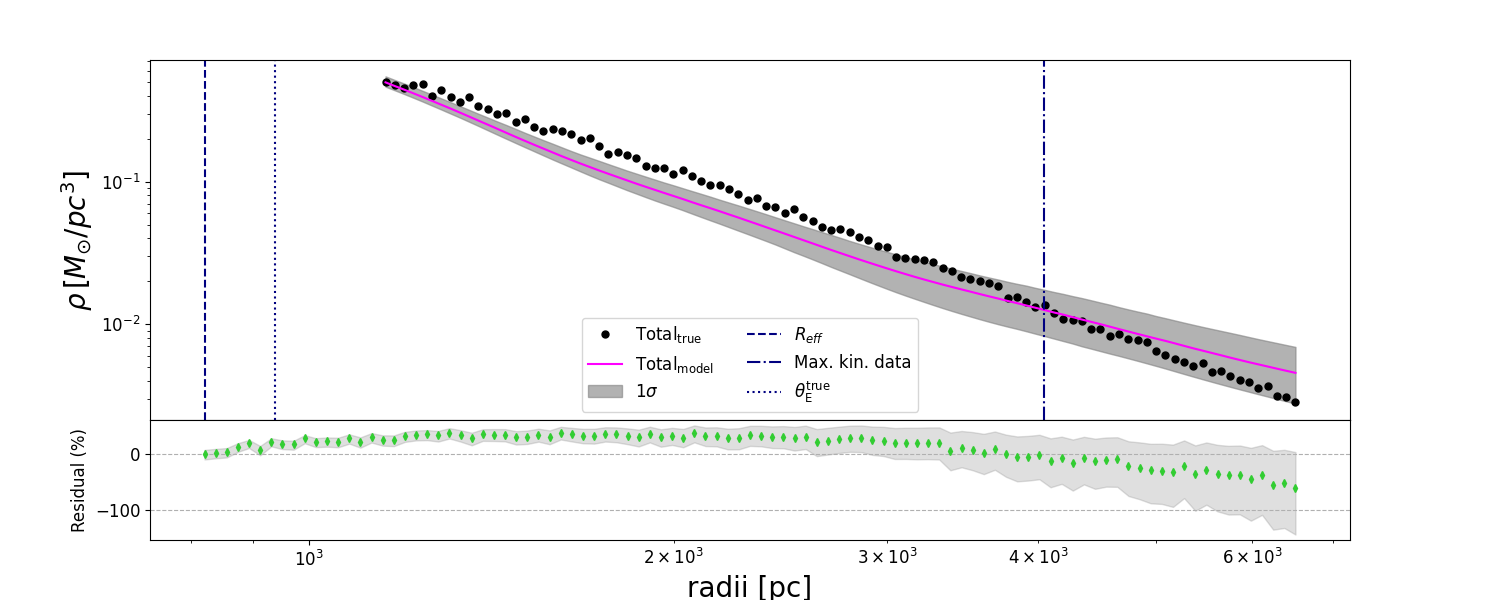 ρ [M⊙/pc³]
10⁻¹
10⁻²
Total_true
Total_model
1σ
R_eff
Max. kin. data
θ_E^true
Residual (%)
0
−100
10³
2 × 10³
3 × 10³
4 × 10³
6 × 10³
radii [pc]